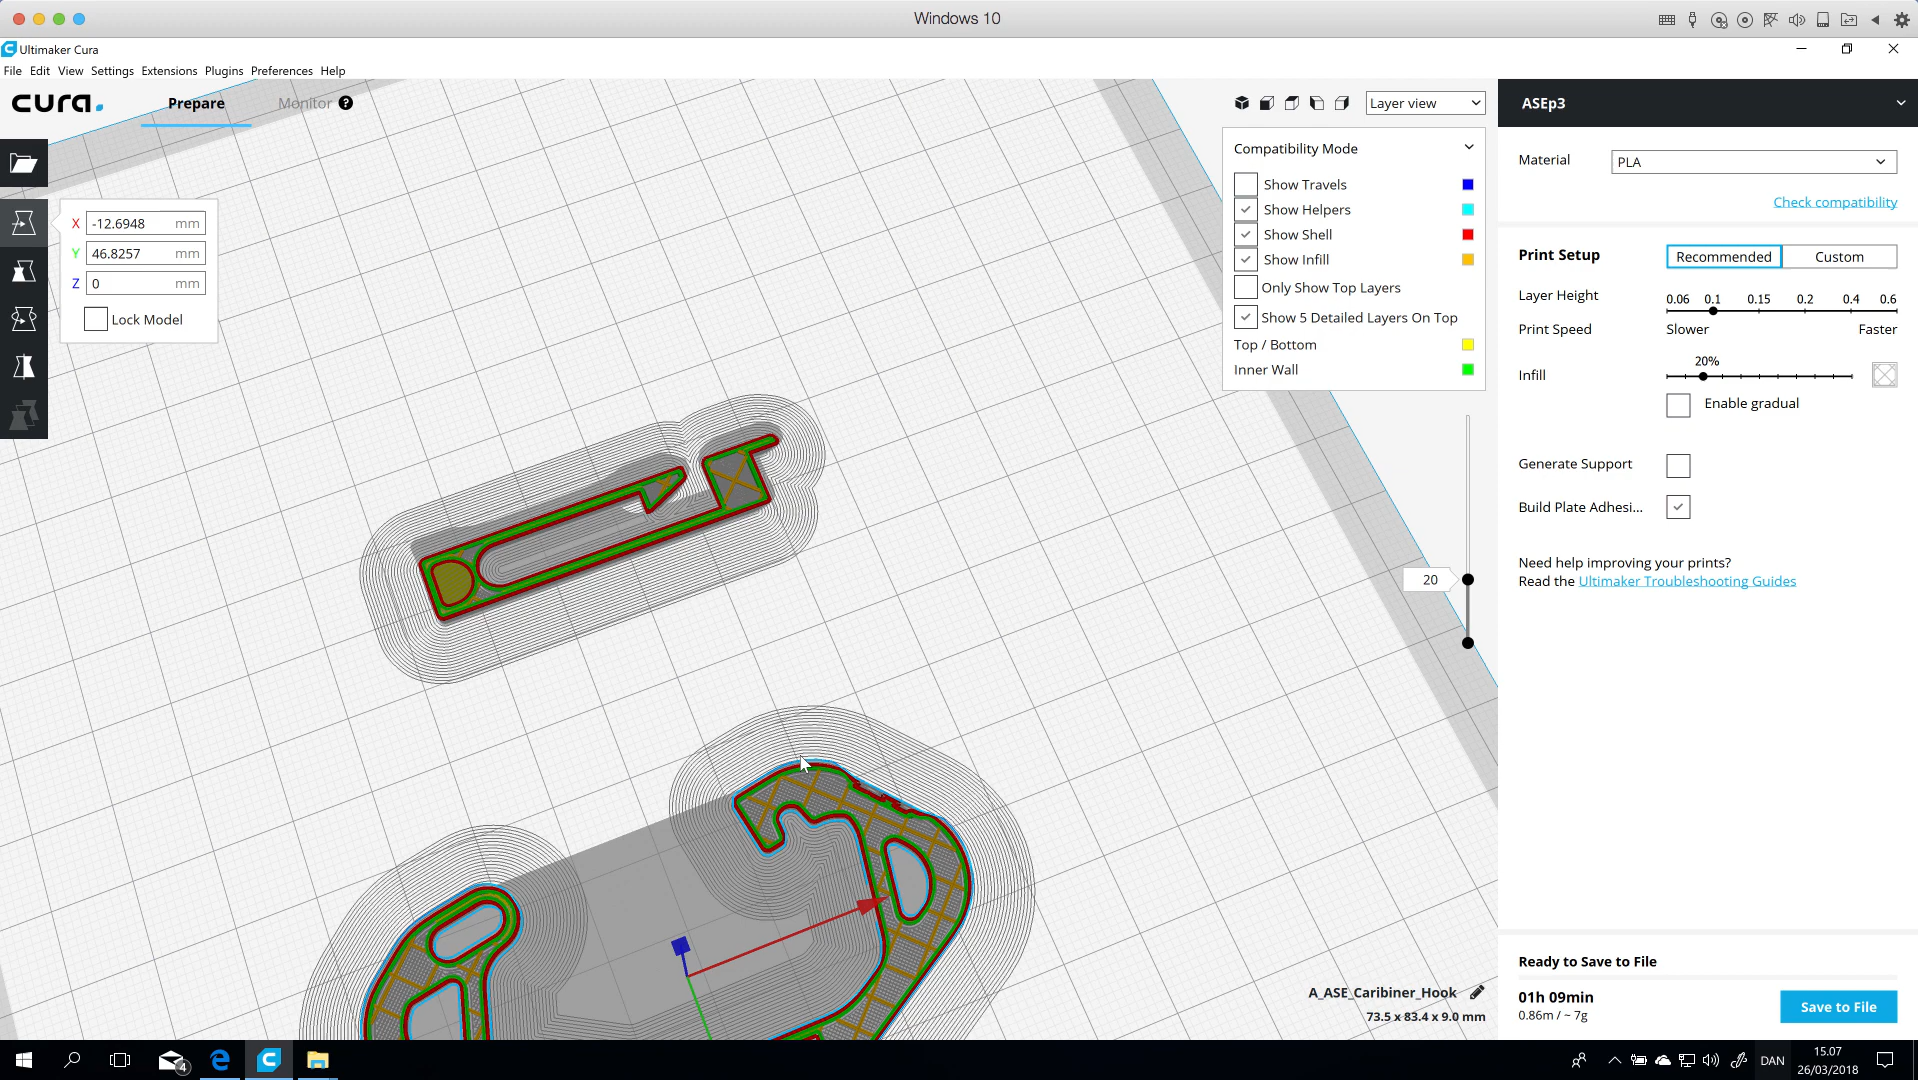 Windows 10
Ultimaker Cura
File Edit View Settings Extensions Plugins Preferences Help
cura.
Prepare
Monitor ?
Layer view
ASEp3
Compatibility Mode
Show Travels
Show Helpers
Show Shell
Show Infill
Only Show Top Layers
Show 5 Detailed Layers On Top
Top / Bottom
Inner Wall
X -12.6948 mm
Y 46.8257 mm
Z 0 mm
Lock Model
Material PLA
Check compatibility
Print Setup Recommended Custom
Layer Height 0.06 0.1 0.15 0.2 0.4 0.6
Print Speed Slower Faster
20%
Infill
Enable gradual
Generate Support
Build Plate Adhesi...
Need help improving your prints?
Read the Ultimaker Troubleshooting Guides
20
A_ASE_Caribiner_Hook
73.5 x 83.4 x 9.0 mm
Ready to Save to File
01h 09min
0.86m / ~ 7g
Save to File
4
DAN
15.07
26/03/2018